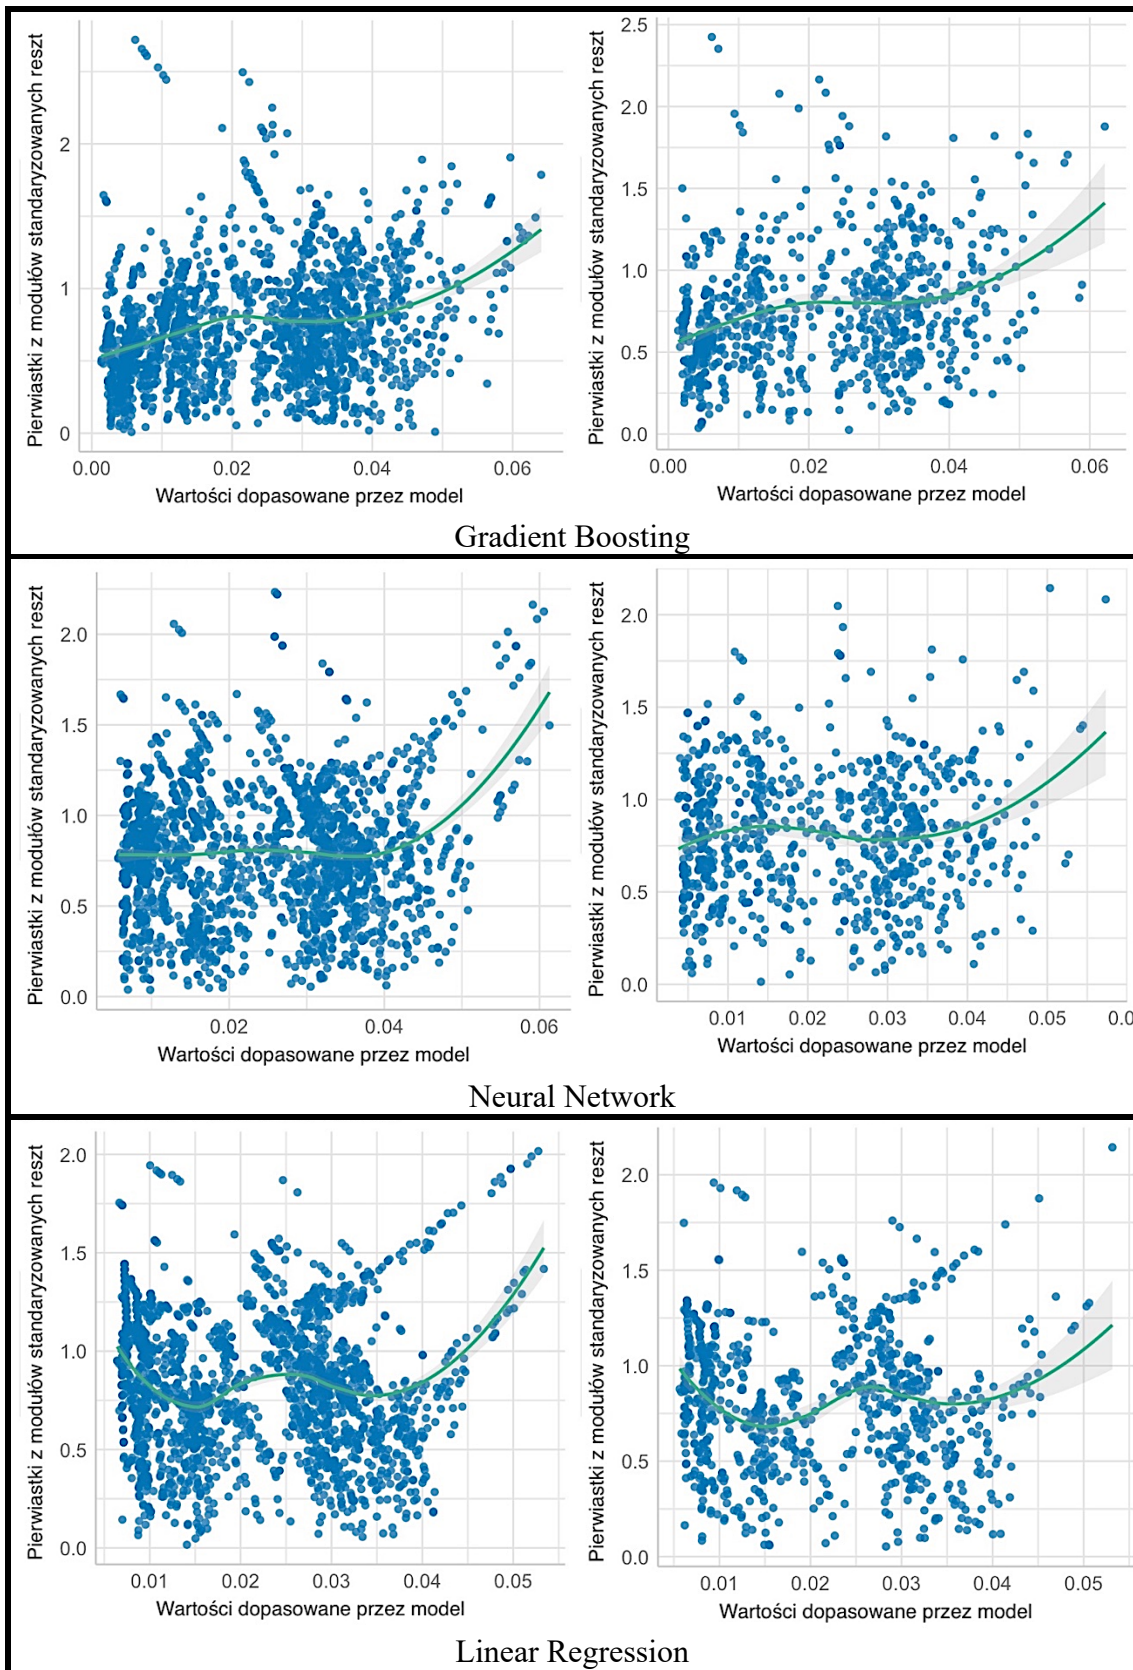 Pierwiastki z modułów standaryzowanych reszt
2
1
0
0.00 0.02 0.04 0.06
Wartości dopasowane przez model
Pierwiastki z modułów standaryzowanych reszt
2.5
2.0
1.5
1.0
0.5
0.0
0.00 0.02 0.04 0.06
Wartości dopasowane przez model
Gradient Boosting
Pierwiastki z modułów standaryzowanych reszt
2.0
1.5
1.0
0.5
0.0
0.02 0.04 0.06
Wartości dopasowane przez model
Pierwiastki z modułów standaryzowanych reszt
2.0
1.5
1.0
0.5
0.0
0.01 0.02 0.03 0.04 0.05 0.0
Wartości dopasowane przez model
Neural Network
Pierwiastki z modułów standaryzowanych reszt
2.0
1.5
1.0
0.5
0.0
0.01 0.02 0.03 0.04 0.05
Wartości dopasowane przez model
Pierwiastki z modułów standaryzowanych reszt
2.0
1.5
1.0
0.5
0.0
0.01 0.02 0.03 0.04 0.05
Wartości dopasowane przez model
Linear Regression